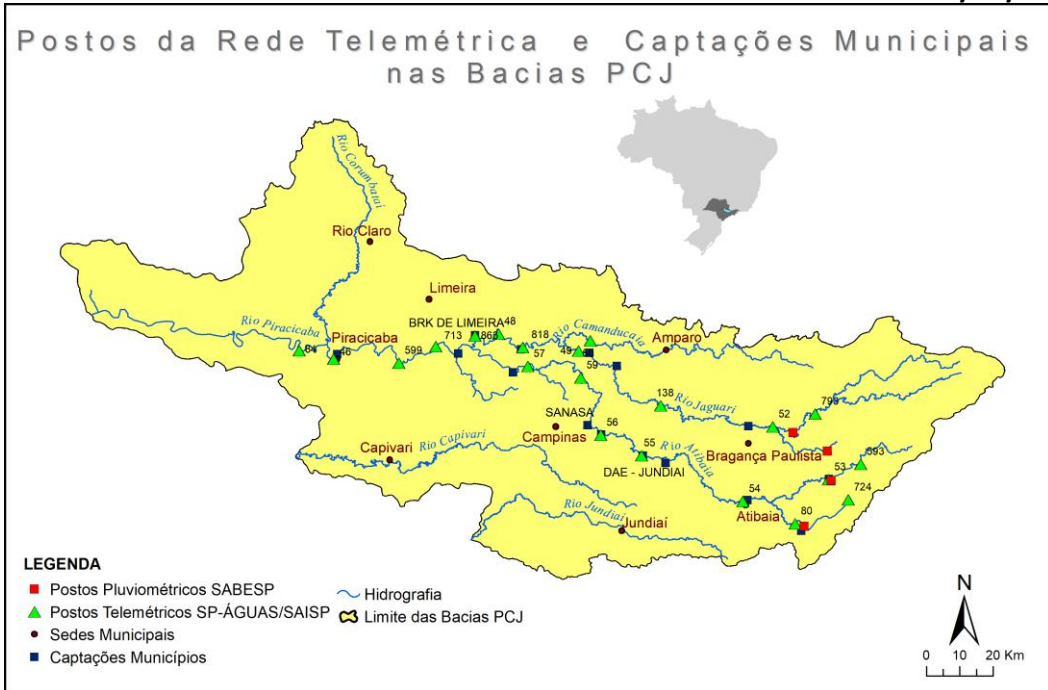 Postos da Rede Telemétrica e Captações Municipais
nas Bacias PCJ
Rio Corumbataí
Rio Claro
Limeira
BRK DE LIMEIRA
48
Rio Piracicaba
Piracicaba
713
818
Rio Camanducaia
Amparo
599
57
49
59
138
Rio Jaguari
799
52
SANASA
Campinas
56
Rio Capivari
Capivari
55
Rio Atibaia
Bragança Paulista
DAE - JUNDIAI
53
693
724
54
Atibaia
80
Rio Jundiaí
Jundiaí
LEGENDA
Postos Pluviométricos SABESP
Hidrografia
Postos Telemétricos SP-ÁGUAS/SAISP
Limite das Bacias PCJ
Sedes Municipais
Captações Municípios
N
0 10 20 Km